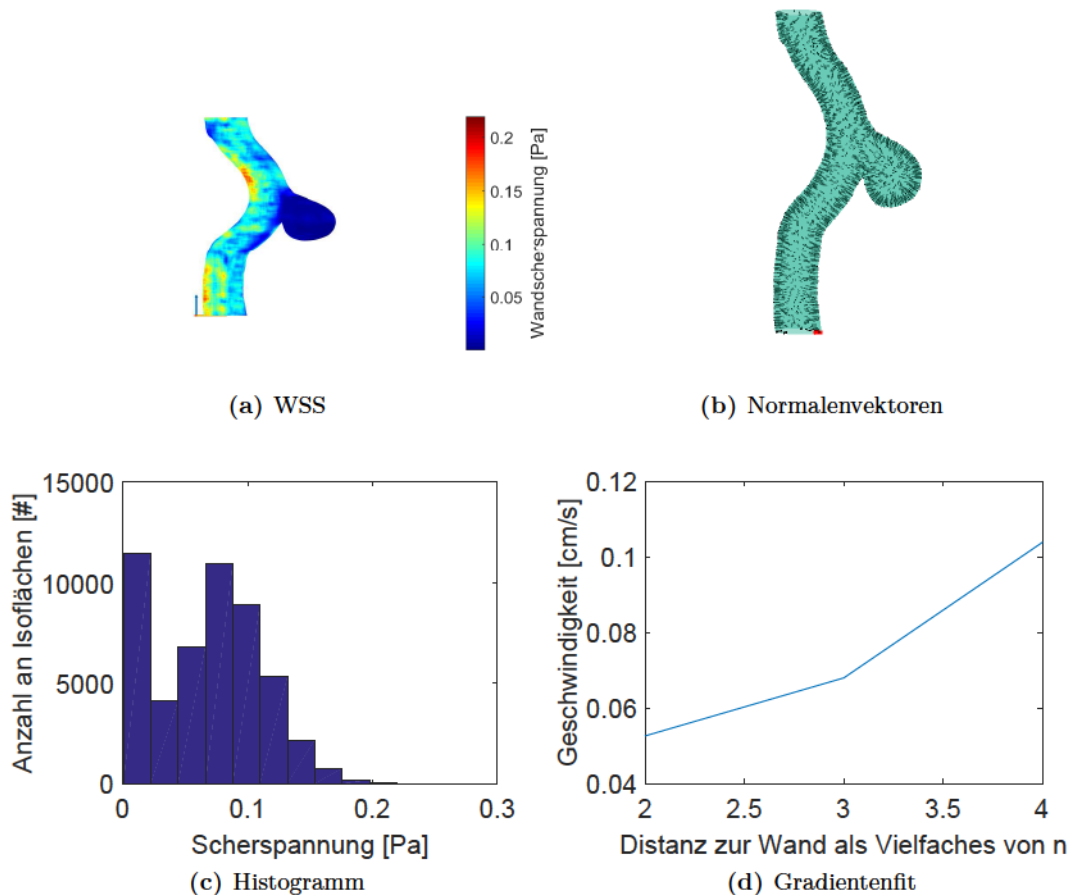 0.2
0.15
0.1
0.05
Wandscherspannung [Pa]
(a) WSS
(b) Normalenvektoren
15000
10000
5000
0
Anzahl an Isoflächen [#]
0 0.1 0.2 0.3
Scherspannung [Pa]
(c) Histogramm
0.12
0.1
0.08
0.06
0.04
Geschwindigkeit [cm/s]
2 2.5 3 3.5 4
Distanz zur Wand als Vielfaches von n
(d) Gradientenfit